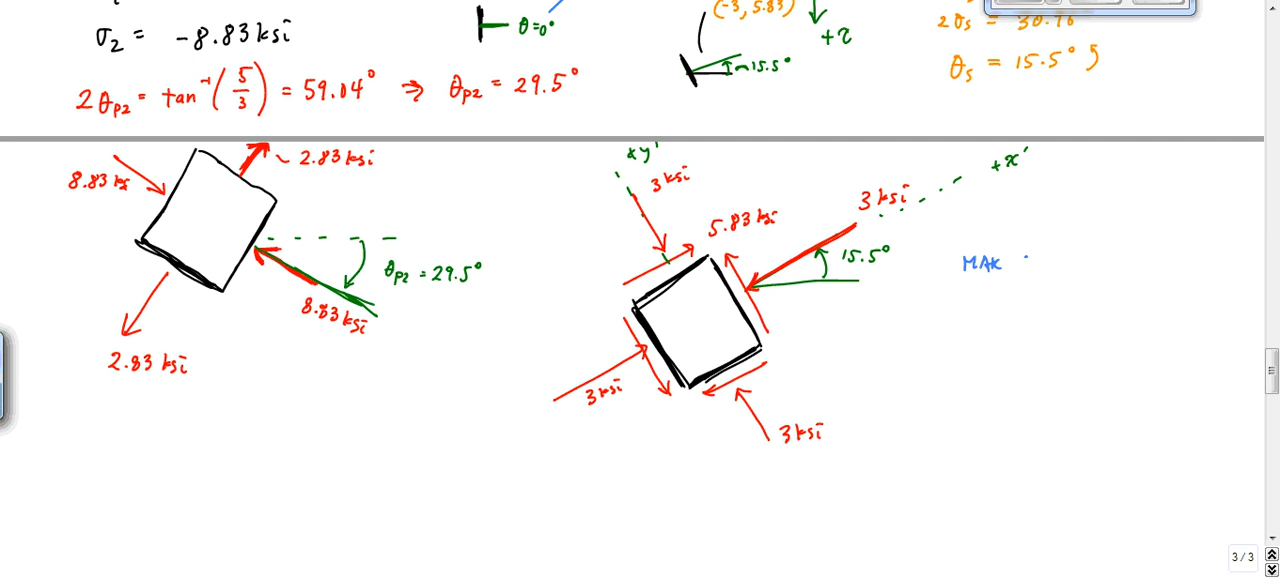 σ₂ = -8.83 ksi
θ=0°
(-3, 5.83)
+τ
15.5°
2θs = 30.96
θs = 15.5°
2θp2 = tan⁻¹(5/3) = 59.04° ⇒ θp2 = 29.5°
2.83 ksi
8.83 ks
θp2 = 29.5°
8.83 ksi
2.83 ksi
+y'
3 ksi
5.83 ksi
3 ksi
+x'
15.5°
3 ksi
3 ksi
MAK
3 / 3